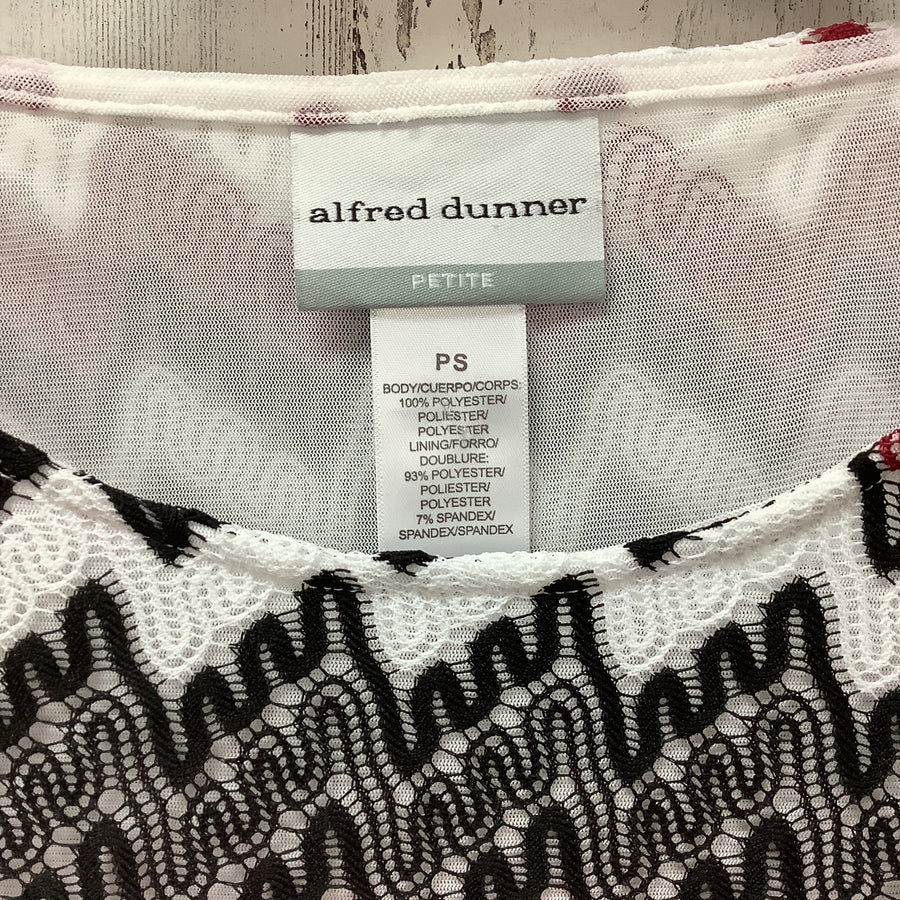 alfred dunner
PETITE
PS
BODY/CUERPO/CORPS:
100% POLYESTER/
POLIÉSTER/
POLYESTER
LINING/FORRO/
DOUBLURE:
93% POLYESTER/
POLIESTER/
POLYESTER
7% SPANDEX/
SPANDEX/SPANDEX